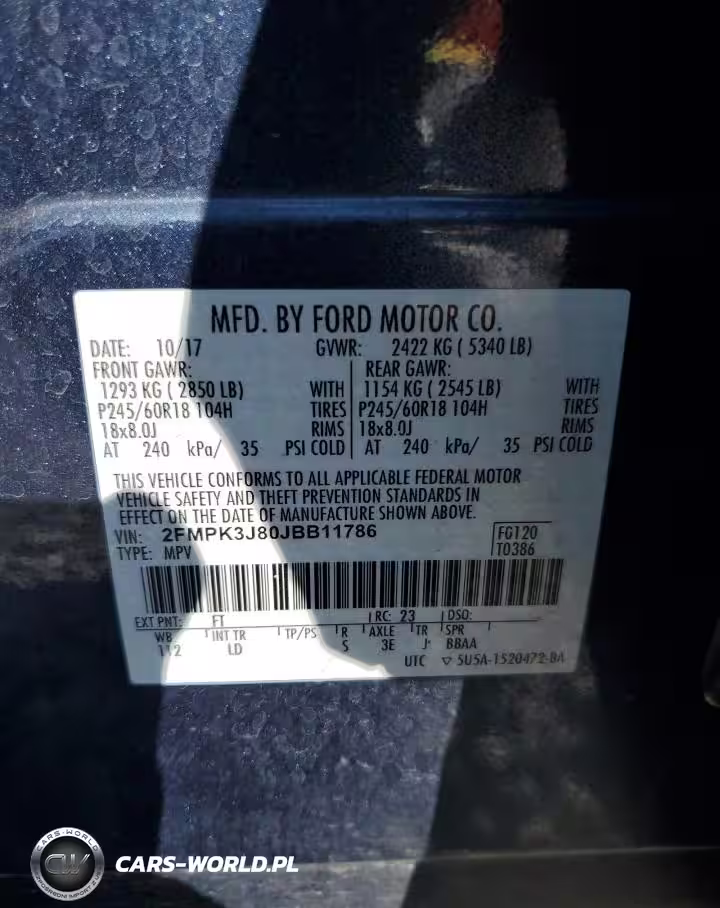 MFD. BY FORD MOTOR CO.
DATE: 10/17 GVWR: 2422 KG ( 5340 LB)
FRONT GAWR: REAR GAWR:
1293 KG ( 2850 LB) WITH 1154 KG ( 2545 LB) WITH
P245/60R18 104H TIRES P245/60R18 104H TIRES
18x8.0J RIMS 18x8.0J RIMS
AT 240 kPa/ 35 PSI COLD AT 240 kPa/ 35 PSI COLD
THIS VEHICLE CONFORMS TO ALL APPLICABLE FEDERAL MOTOR
VEHICLE SAFETY AND THEFT PREVENTION STANDARDS IN
EFFECT ON THE DATE OF MANUFACTURE SHOWN ABOVE.
VIN: 2FMPK3J80JBB11786 FG120
TYPE: MPV T0386
EXT PNT: FT RC: 23 DSO:
WB INT TR TP/PS R AXLE TR SPR
112 LD S 3E J BBAA
UTC ▽ 5U5A-1520472-BA
CARS-WORLD
CW
CARS-WORLD.PL